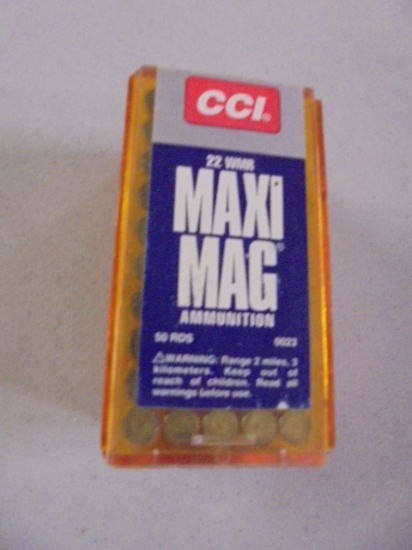 CCI®
22 WMR
MAXI
MAG®
AMMUNITION
50 RDS 0023
⚠WARNING: Range 2 miles, 3
kilometers. Keep out of
reach of children. Read all
warnings before use.